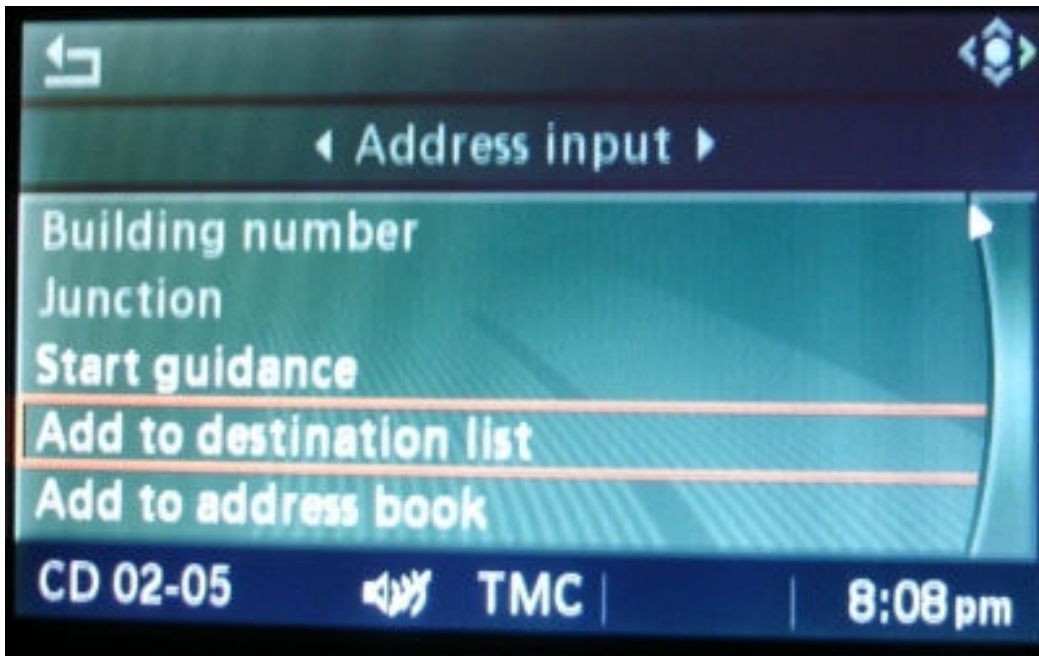 Address input
Building number
Junction
Start guidance
Add to destination list
Add to address book
CD 02-05 TMC 8:08 pm